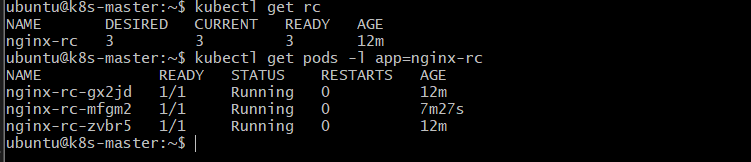 ubuntu@k8s-master:~$ kubectl get rc
NAME DESIRED CURRENT READY AGE
nginx-rc 3 3 3 12m
ubuntu@k8s-master:~$ kubectl get pods -l app=nginx-rc
NAME READY STATUS RESTARTS AGE
nginx-rc-gx2jd 1/1 Running 0 12m
nginx-rc-mfgm2 1/1 Running 0 7m27s
nginx-rc-zvbr5 1/1 Running 0 12m
ubuntu@k8s-master:~$